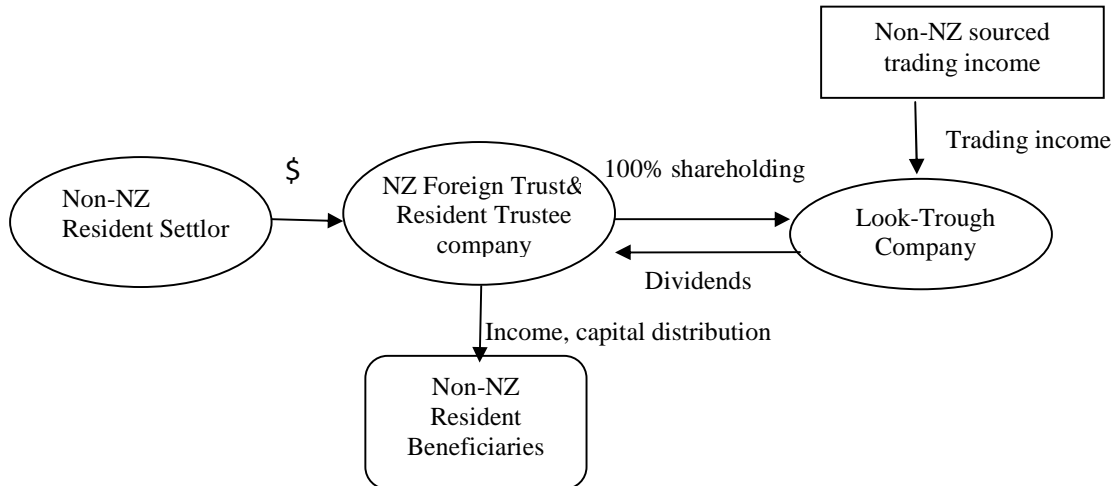 Non-NZ sourced
trading income
Trading income
Non-NZ
Resident Settlor
$
NZ Foreign Trust&
Resident Trustee
company
100% shareholding
Look-Trough
Company
Dividends
Income, capital distribution
Non-NZ
Resident
Beneficiaries